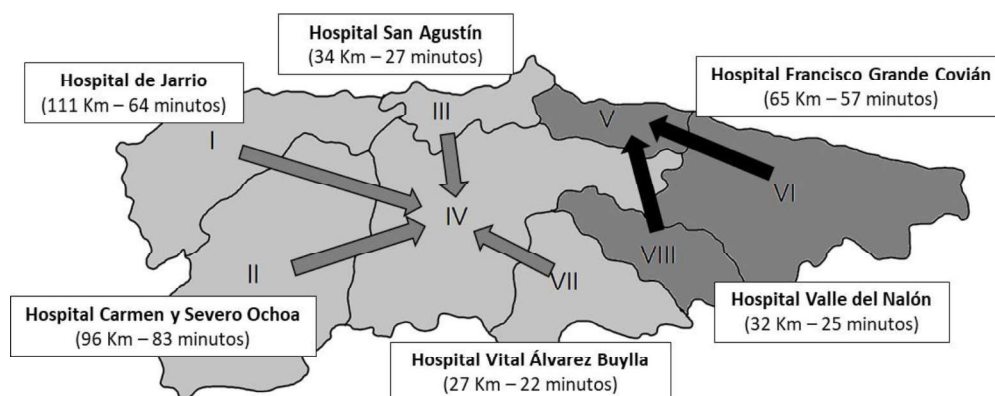 Hospital San Agustín
(34 Km – 27 minutos)
Hospital de Jarrio
(111 Km – 64 minutos)
Hospital Francisco Grande Covián
(65 Km – 57 minutos)
III
V
I
VI
IV
II
VII
VIII
Hospital Carmen y Severo Ochoa
(96 Km – 83 minutos)
Hospital Valle del Nalón
(32 Km – 25 minutos)
Hospital Vital Álvarez Buylla
(27 Km – 22 minutos)